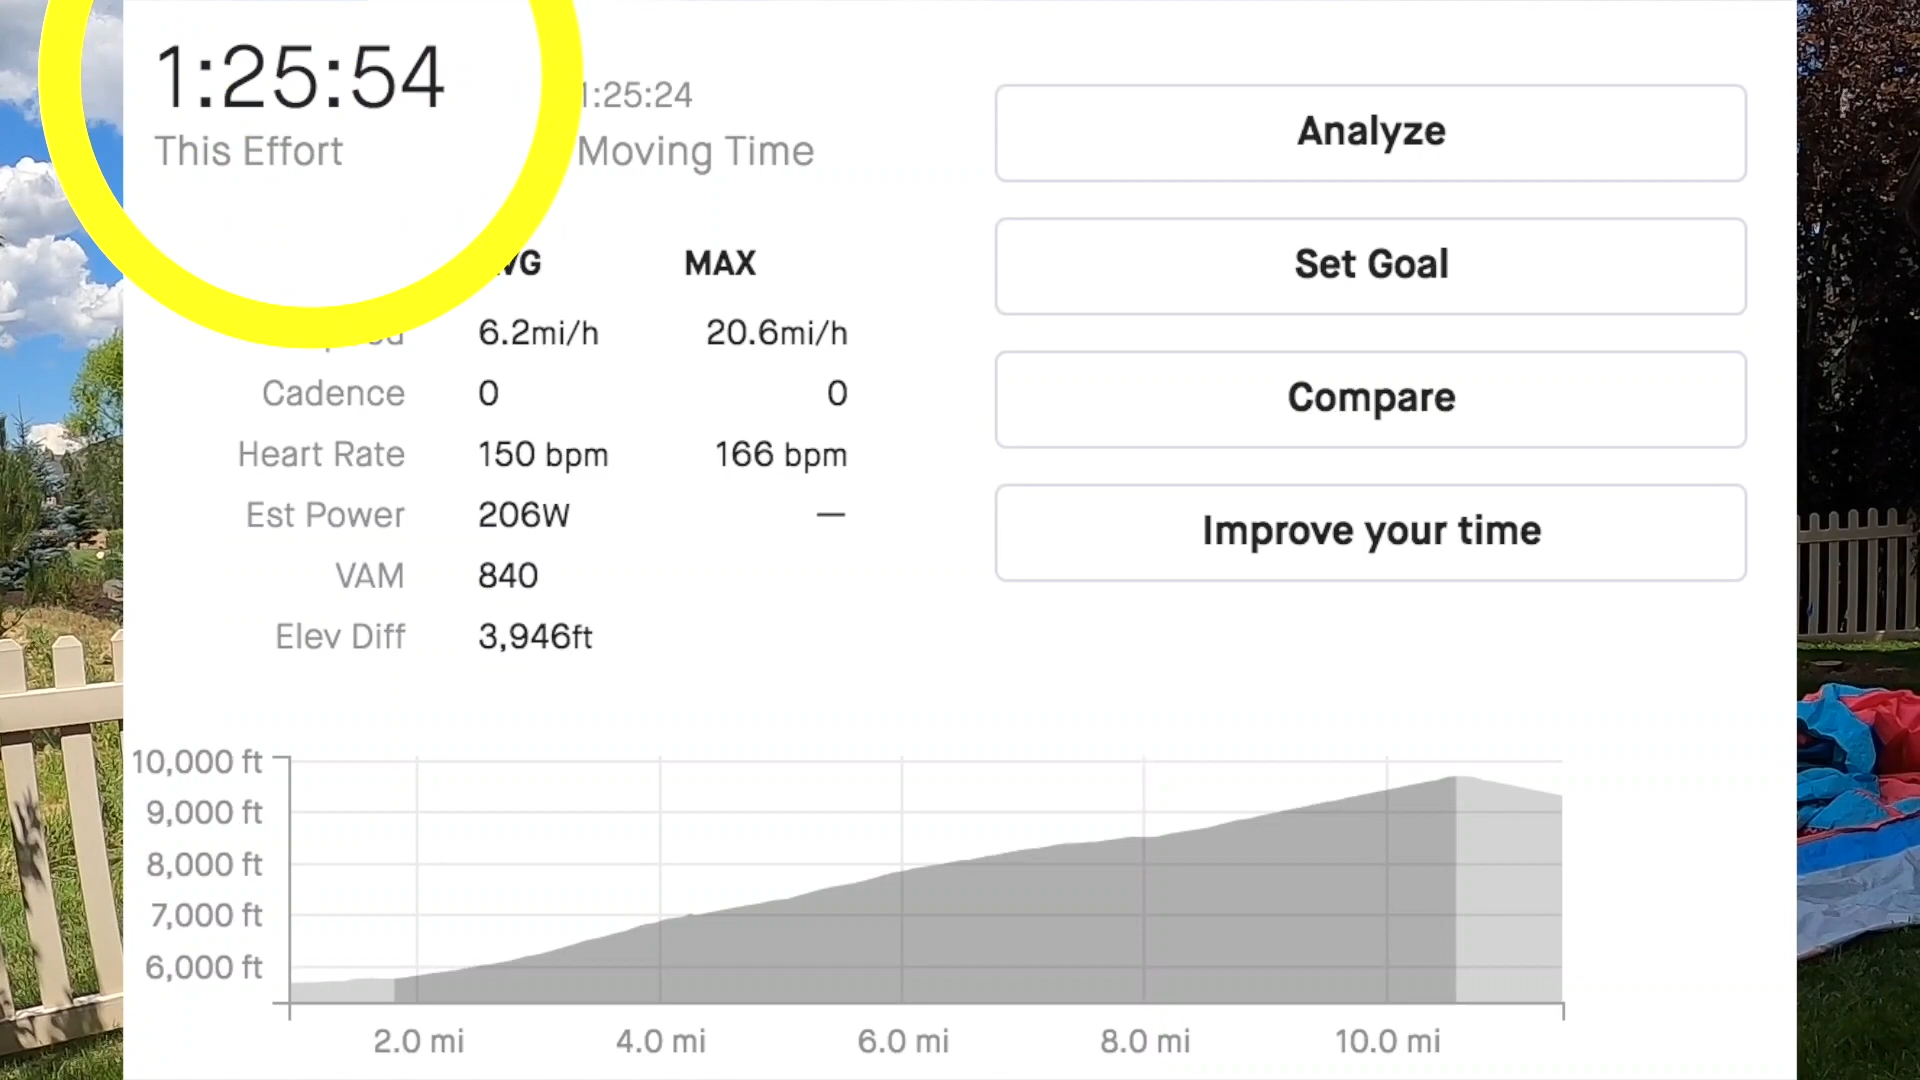 1:25:54
1:25:24
This Effort
Moving Time
Analyze
Set Goal
Compare
Improve your time
MAX
6.2mi/h 20.6mi/h
Cadence 0 0
Heart Rate 150 bpm 166 bpm
Est Power 206W —
VAM 840
Elev Diff 3,946ft
10,000 ft
9,000 ft
8,000 ft
7,000 ft
6,000 ft
2.0 mi 4.0 mi 6.0 mi 8.0 mi 10.0 mi